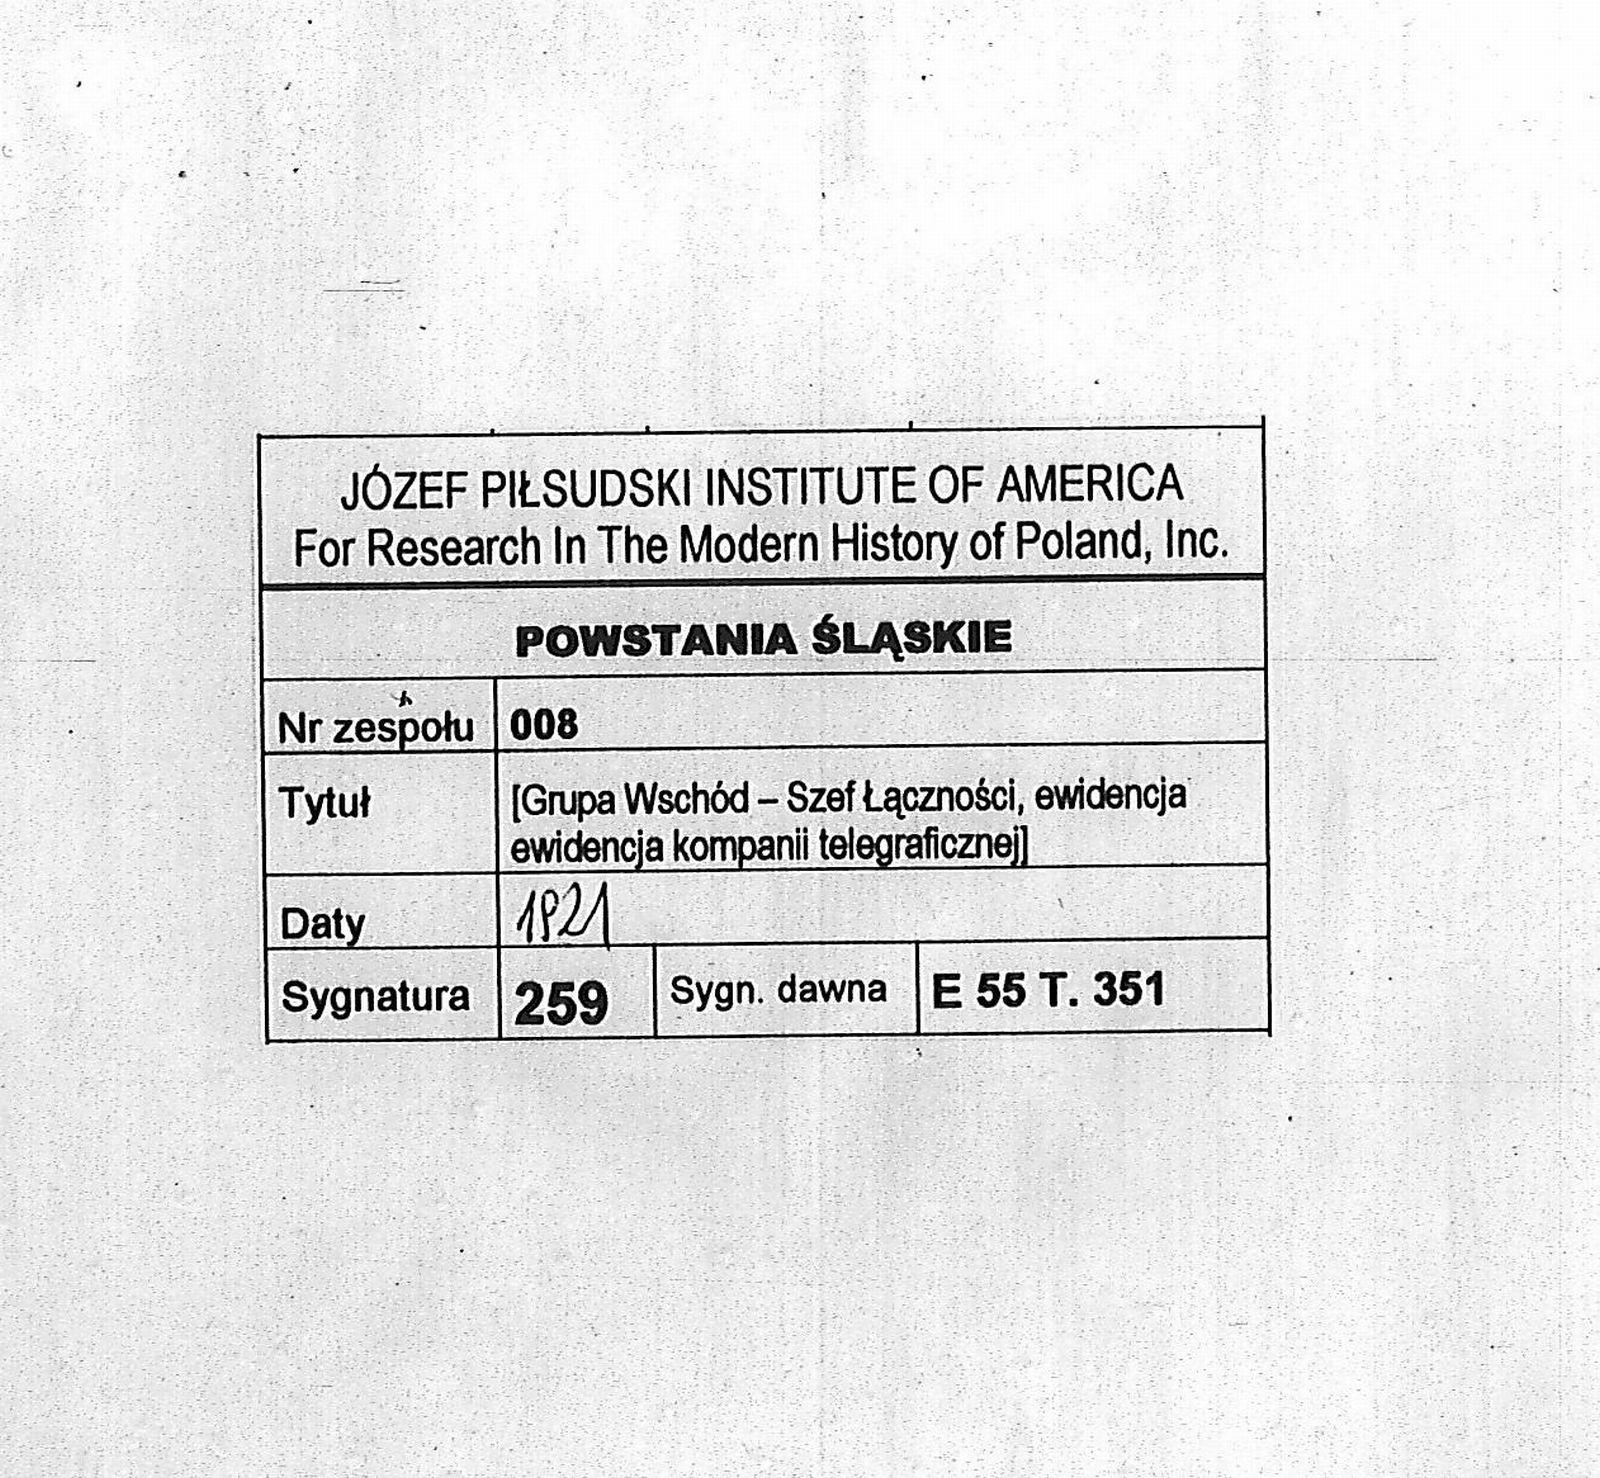 JÓZEF PIŁSUDSKI INSTITUTE OF AMERICA
For Research In The Modern History of Poland, Inc.
POWSTANIA ŚLĄSKIE
Nr zespołu 008
Tytuł [Grupa Wschód – Szef Łączności, ewidencja
ewidencja kompanii telegraficznej]
Daty 1921
Sygnatura 259 Sygn. dawna E 55 T. 351